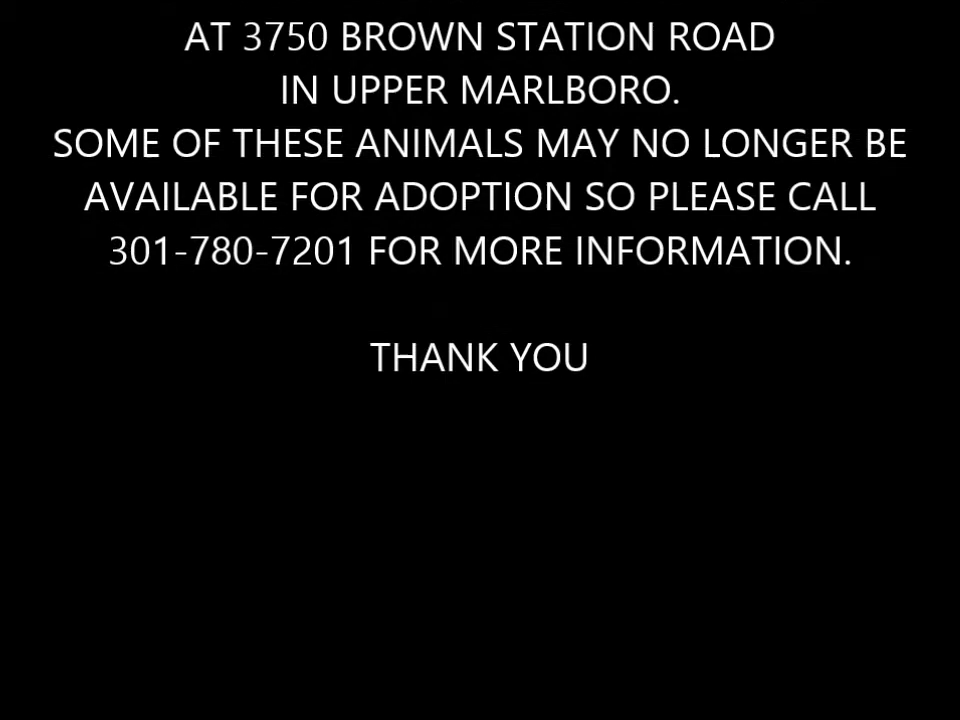 AT 3750 BROWN STATION ROAD
IN UPPER MARLBORO.
SOME OF THESE ANIMALS MAY NO LONGER BE
AVAILABLE FOR ADOPTION SO PLEASE CALL
301-780-7201 FOR MORE INFORMATION.
THANK YOU